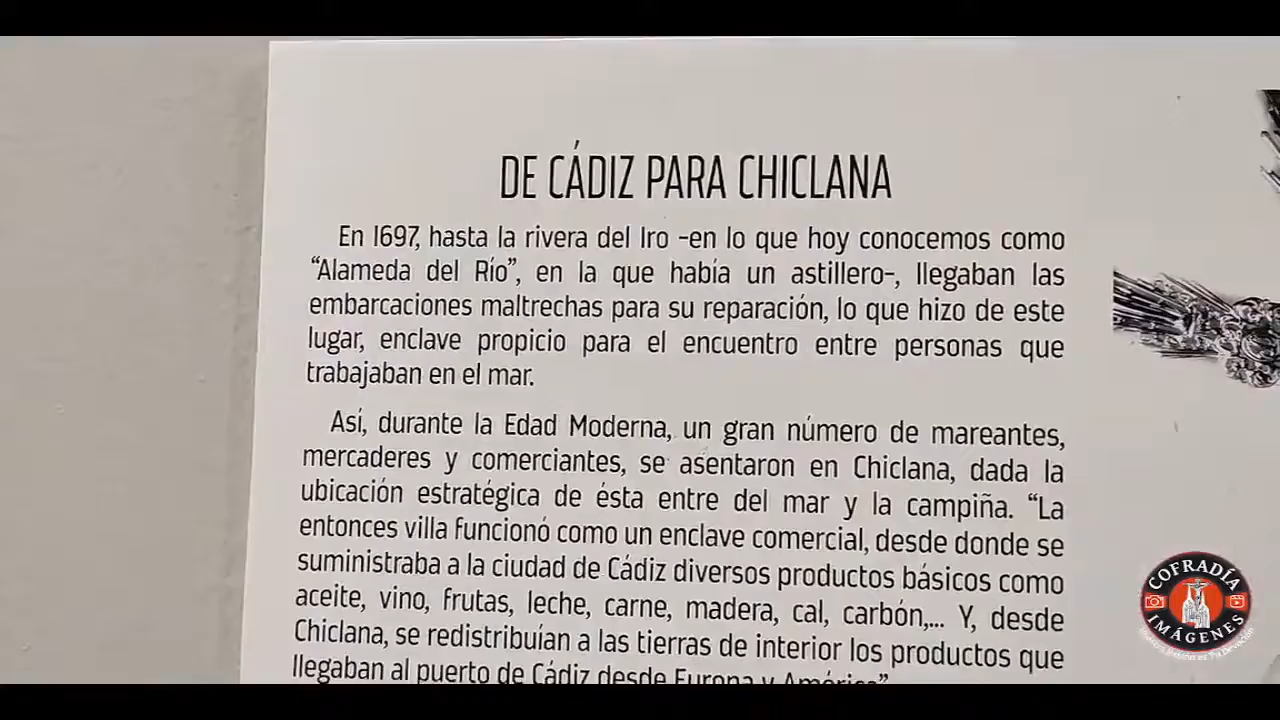 DE CÁDIZ PARA CHICLANA
En 1697, hasta la rivera del Iro -en lo que hoy conocemos como
“Alameda del Río”, en la que había un astillero-, llegaban las
embarcaciones maltrechas para su reparación, lo que hizo de este
lugar, enclave propicio para el encuentro entre personas que
trabajaban en el mar.
Así, durante la Edad Moderna, un gran número de mareantes,
mercaderes y comerciantes, se asentaron en Chiclana, dada la
ubicación estratégica de ésta entre del mar y la campiña. “La
entonces villa funcionó como un enclave comercial, desde donde se
suministraba a la ciudad de Cádiz diversos productos básicos como
aceite, vino, frutas, leche, carne, madera, cal, carbón,... Y, desde
Chiclana, se redistribuían a las tierras de interior los productos que
llegaban al puerto de Cádiz desde Europa y América”
COFRADÍA
IMÁGENES